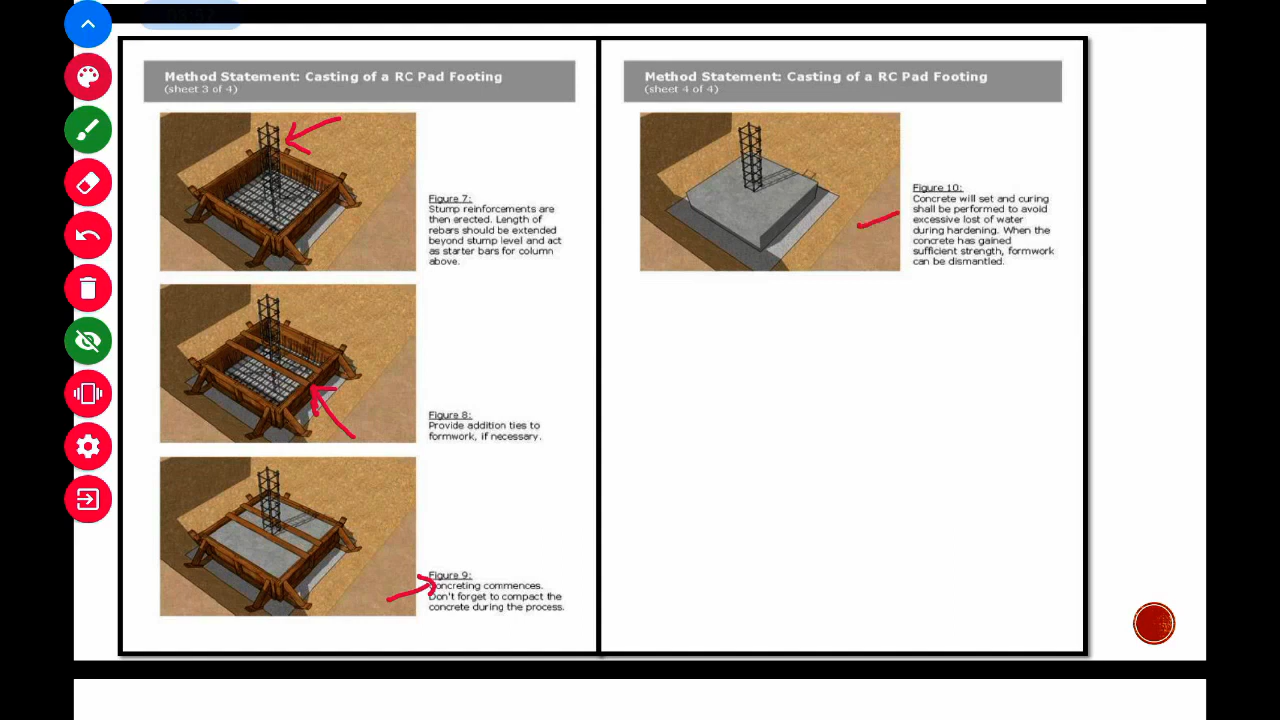 Method Statement: Casting of a RC Pad Footing
(sheet 3 of 4)
Figure 7:
Stump reinforcements are
then erected. Length of
rebars should be extended
beyond stump level and act
as starter bars for column
above.
Figure 8:
Provide addition ties to
formwork, if necessary.
Figure 9:
Concreting commences.
Don't forget to compact the
concrete during the process.
Method Statement: Casting of a RC Pad Footing
(sheet 4 of 4)
Figure 10:
Concrete will set and curing
shall be performed to avoid
excessive lost of water
during hardening. When the
concrete has gained
sufficient strength, formwork
can be dismantled.